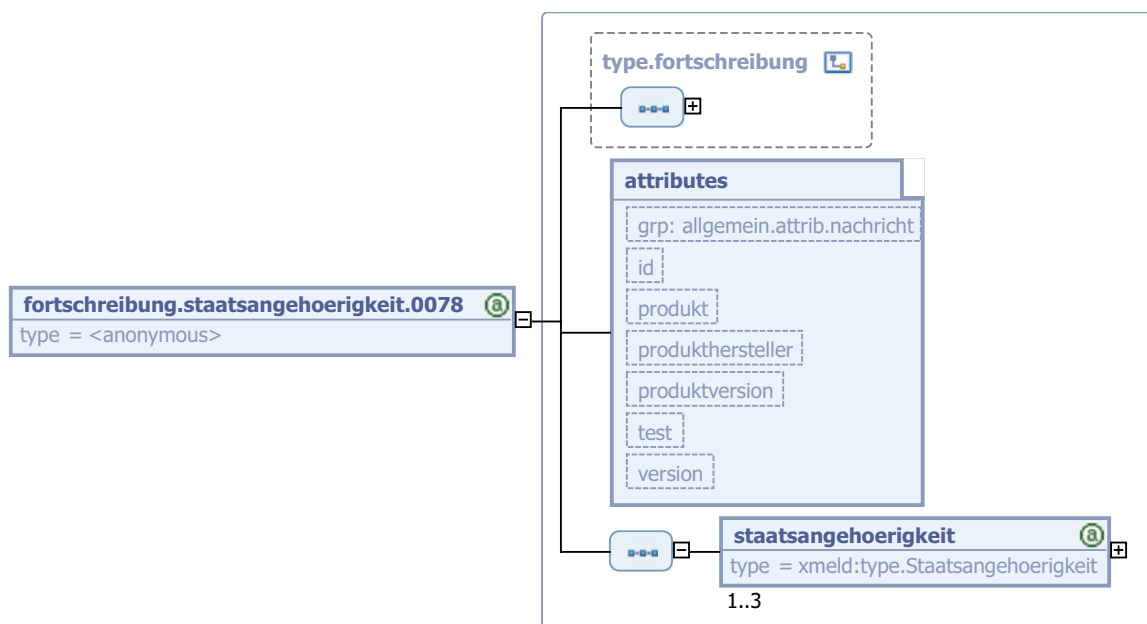 type.fortschreibung
attributes
grp: allgemein.attrib.nachricht
id
produkt
produkthersteller
produktversion
test
version
fortschreibung.staatsangehoerigkeit.0078
type = <anonymous>
staatsangehoerigkeit
type = xmeld:type.Staatsangehoerigkeit
1..3